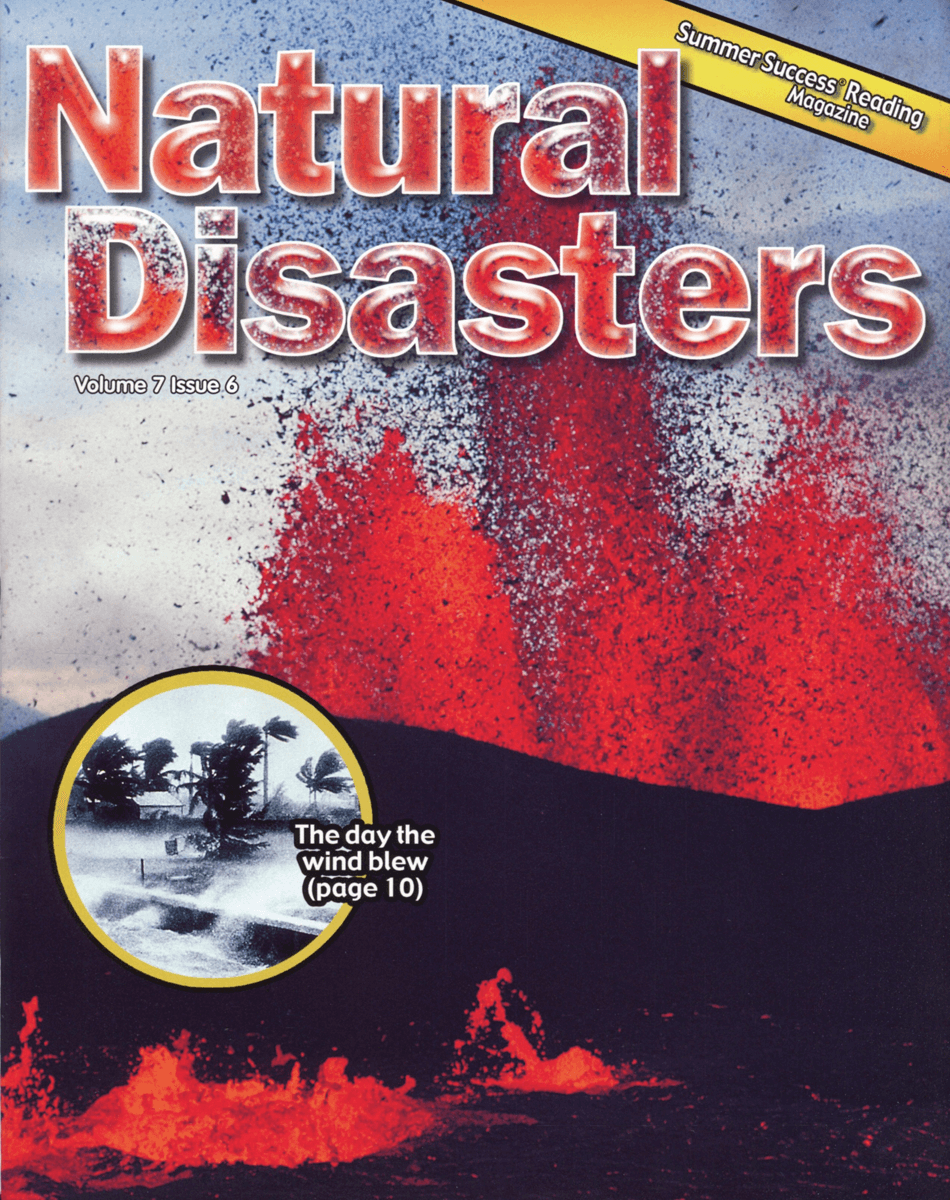 Summer Success® Reading
Magazine
Natural
Disasters
Volume 7 Issue 6
The day the
wind blew
(page 10)